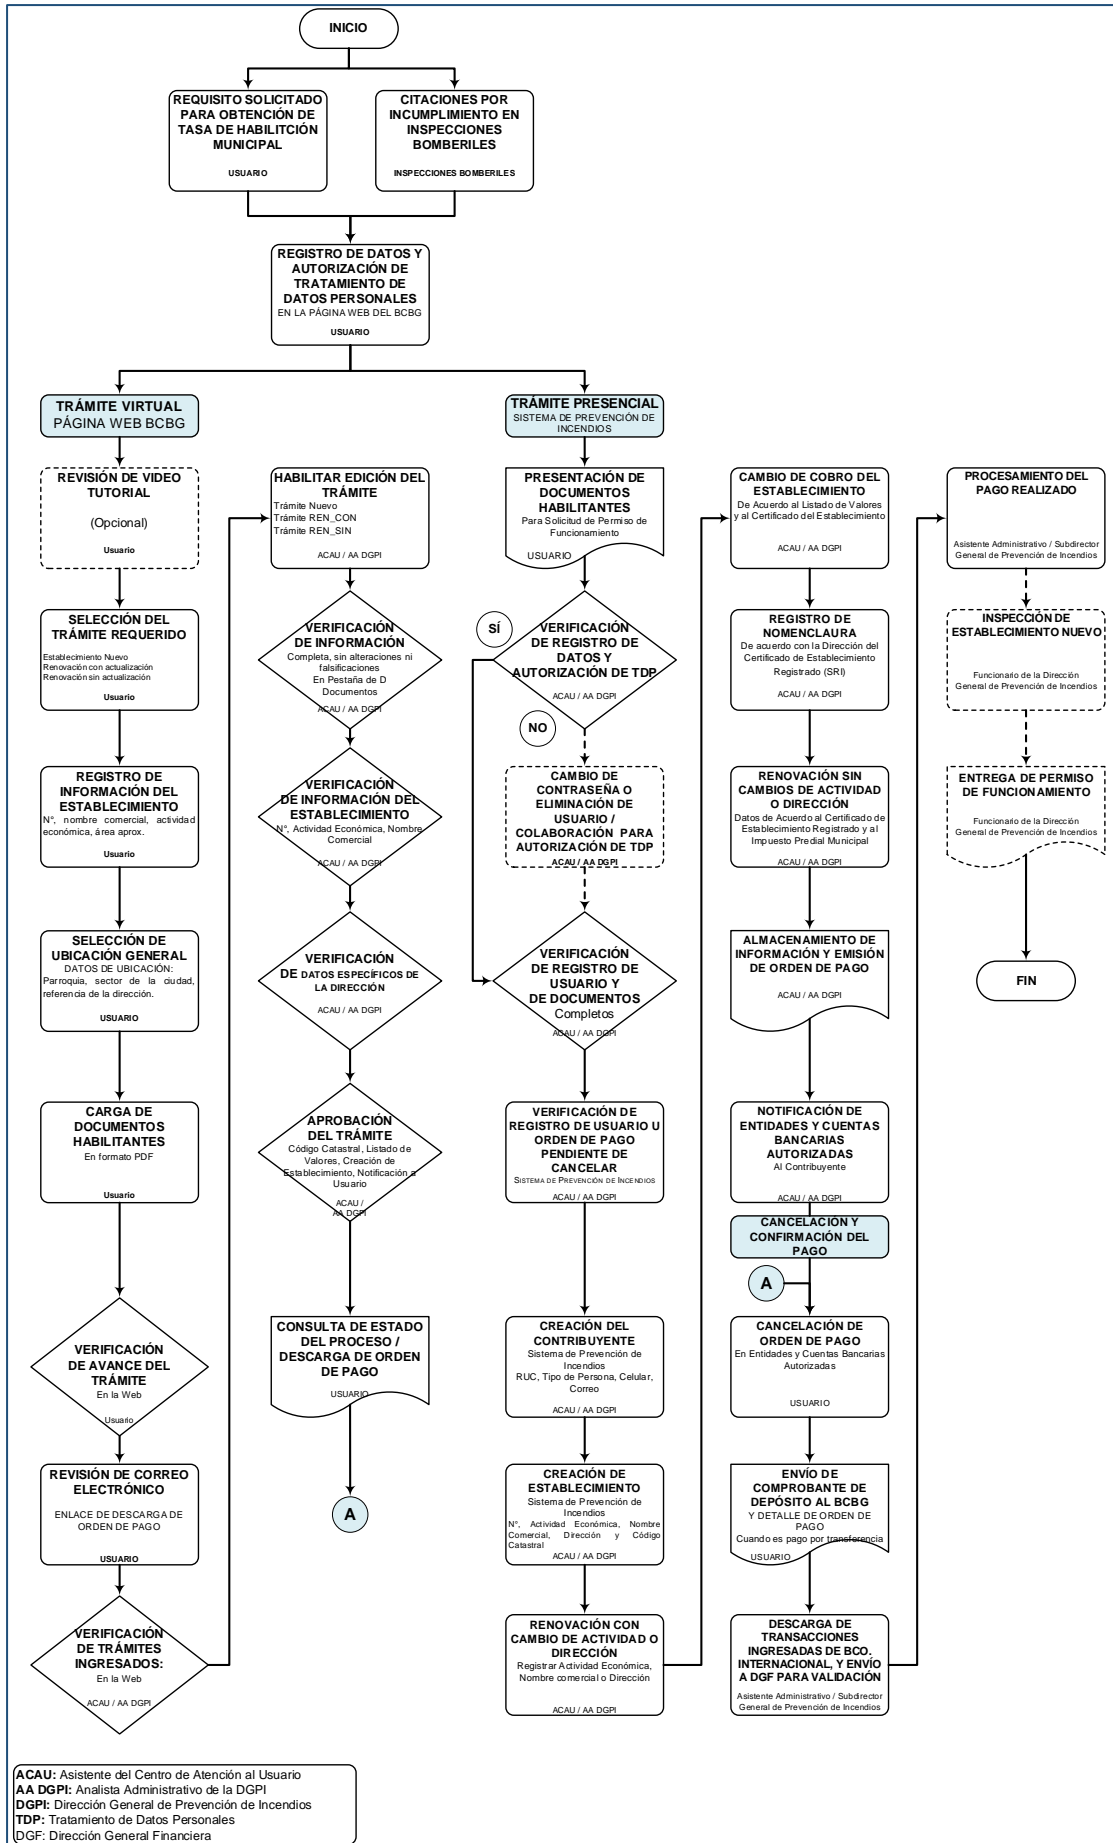 INICIO
REQUISITO SOLICITADO
PARA OBTENCIÓN DE
TASA DE HABILITCIÓN
MUNICIPAL
USUARIO
CITACIONES POR
INCUMPLIMIENTO EN
INSPECCIONES
BOMBERILES
INSPECCIONES BOMBERILES
REGISTRO DE DATOS Y
AUTORIZACIÓN DE
TRATAMIENTO DE
DATOS PERSONALES
EN LA PÁGINA WEB DEL BCBG
USUARIO
TRÁMITE VIRTUAL
PÁGINA WEB BCBG
REVISIÓN DE VIDEO
TUTORIAL
(Opcional)
Usuario
SELECCIÓN DEL
TRÁMITE REQUERIDO
Establecimiento Nuevo
Renovación con actualización
Renovación sin actualización
Usuario
REGISTRO DE
INFORMACIÓN DEL
ESTABLECIMIENTO
N°, nombre comercial, actividad
económica, área aprox.
Usuario
SELECCIÓN DE
UBICACIÓN GENERAL
DATOS DE UBICACIÓN:
Parroquia, sector de la ciudad,
referencia de la dirección.
USUARIO
CARGA DE
DOCUMENTOS
HABILITANTES
En formato PDF
Usuario
VERIFICACIÓN
DE AVANCE DEL
TRÁMITE
En la Web
Usuario
REVISIÓN DE CORREO
ELECTRÓNICO
ENLACE DE DESCARGA DE
ORDEN DE PAGO
USUARIO
VERIFICACIÓN
DE TRÁMITES
INGRESADOS:
En la Web
ACAU / AA DGPI
HABILITAR EDICIÓN DEL
TRÁMITE
Trámite Nuevo
Trámite REN_CON
Trámite REN_SIN
ACAU / AA DGPI
VERIFICACIÓN
DE INFORMACIÓN
Completa, sin alteraciones ni
falsificaciones
En Pestaña de D
Documentos
ACAU / AA DGPI
VERIFICACIÓN
DE INFORMACIÓN DEL
ESTABLECIMIENTO
N°, Actividad Económica, Nombre
Comercial
ACAU / AA DGPI
VERIFICACIÓN
DE DATOS ESPECÍFICOS DE
LA DIRECCIÓN
ACAU / AA DGPI
APROBACIÓN
DEL TRÁMITE
Código Catastral, Listado de
Valores, Creación de
Establecimiento, Notificación a
Usuario
ACAU /
AA DGPI
CONSULTA DE ESTADO
DEL PROCESO /
DESCARGA DE ORDEN
DE PAGO
USUARIO
A
TRÁMITE PRESENCIAL
SISTEMA DE PREVENCIÓN DE
INCENDIOS
PRESENTACIÓN DE
DOCUMENTOS
HABILITANTES
Para Solicitud de Permiso de
Funcionamiento
USUARIO
SÍ
VERIFICACIÓN
DE REGISTRO DE
DATOS Y
AUTORIZACIÓN DE TDP
ACAU / AA DGPI
NO
CAMBIO DE
CONTRASEÑA O
ELIMINACIÓN DE
USUARIO /
COLABORACIÓN PARA
AUTORIZACIÓN DE TDP
ACAU / AA DGPI
VERIFICACIÓN
DE REGISTRO DE
USUARIO Y
DE DOCUMENTOS
Completos
ACAU / AA DGPI
VERIFICACIÓN DE
REGISTRO DE USUARIO U
ORDEN DE PAGO
PENDIENTE DE
CANCELAR
SISTEMA DE PREVENCIÓN DE INCENDIOS
ACAU / AA DGPI
CREACIÓN DEL
CONTRIBUYENTE
Sistema de Prevención de
Incendios
RUC, Tipo de Persona, Celular,
Correo
ACAU / AA DGPI
CREACIÓN DE
ESTABLECIMIENTO
Sistema de Prevención de
Incendios
N°, Actividad Económica, Nombre
Comercial, Dirección y Código
Catastral
ACAU / AA DGPI
RENOVACIÓN CON
CAMBIO DE ACTIVIDAD O
DIRECCIÓN
Registrar Actividad Económica,
Nombre comercial o Dirección
ACAU / AA DGPI
CAMBIO DE COBRO DEL
ESTABLECIMIENTO
De Acuerdo al Listado de Valores
y al Certificado del Establecimiento
ACAU / AA DGPI
REGISTRO DE
NOMENCLAURA
De acuerdo con la Dirección del
Certificado de Establecimiento
Registrado (SRI)
ACAU / AA DGPI
RENOVACIÓN SIN
CAMBIOS DE ACTIVIDAD
O DIRECCIÓN
Datos de Acuerdo al Certificado de
Establecimiento Registrado y al
Impuesto Predial Municipal
ACAU / AA DGPI
ALMACENAMIENTO DE
INFORMACIÓN Y EMISIÓN
DE ORDEN DE PAGO
ACAU / AA DGPI
NOTIFICACIÓN DE
ENTIDADES Y CUENTAS
BANCARIAS
AUTORIZADAS
Al Contribuyente
ACAU / AA DGPI
CANCELACIÓN Y
CONFIRMACIÓN DEL
PAGO
A
CANCELACIÓN DE
ORDEN DE PAGO
En Entidades y Cuentas Bancarias
Autorizadas
USUARIO
ENVÍO DE
COMPROBANTE DE
DEPÓSITO AL BCBG
Y DETALLE DE ORDEN DE
PAGO
Cuando es pago por transferencia
USUARIO
DESCARGA DE
TRANSACCIONES
INGRESADAS DE BCO.
INTERNACIONAL, Y ENVÍO
A DGF PARA VALIDACIÓN
Asistente Administrativo / Subdirector
General de Prevención de Incendios
PROCESAMIENTO DEL
PAGO REALIZADO
Asistente Administrativo / Subdirector
General de Prevención de Incendios
INSPECCIÓN DE
ESTABLECIMIENTO NUEVO
Funcionario de la Dirección
General de Prevención de Incendios
ENTREGA DE PERMISO
DE FUNCIONAMIENTO
Funcionario de la Dirección
General de Prevención de Incendios
FIN
ACAU: Asistente del Centro de Atención al Usuario
AA DGPI: Analista Administrativo de la DGPI
DGPI: Dirección General de Prevención de Incendios
TDP: Tratamiento de Datos Personales
DGF: Dirección General Financiera